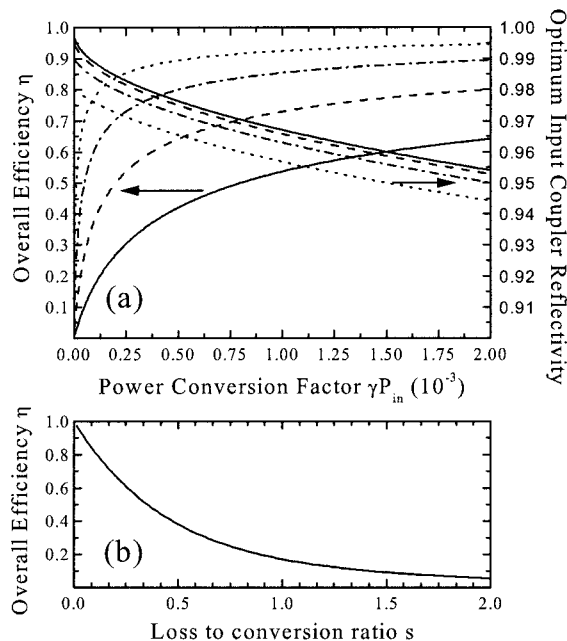 (a)
Overall Efficiency η
1.0
0.9
0.8
0.7
0.6
0.5
0.4
0.3
0.2
0.1
1.00
0.99
0.98
0.97
0.96
0.95
0.94
0.93
0.92
0.91
Optimum Input Coupler Reflectivity
0.00 0.25 0.50 0.75 1.00 1.25 1.50 1.75 2.00
Power Conversion Factor γP_in (10⁻³)
(b)
Overall Efficiency η
1.0
0.8
0.6
0.4
0.2
0.0 0.5 1.0 1.5 2.0
Loss to conversion ratio s